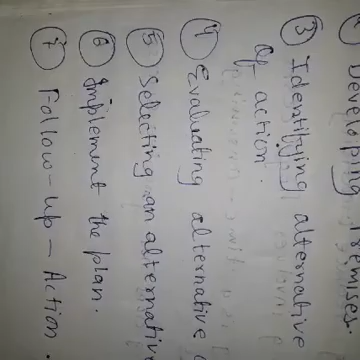 Developing Premises.
③ Identifying alternative
of action.
④ Evaluating alternative
⑤ Selecting an alternative
⑥ Implement the plan.
⑦ Follow-up - Action.